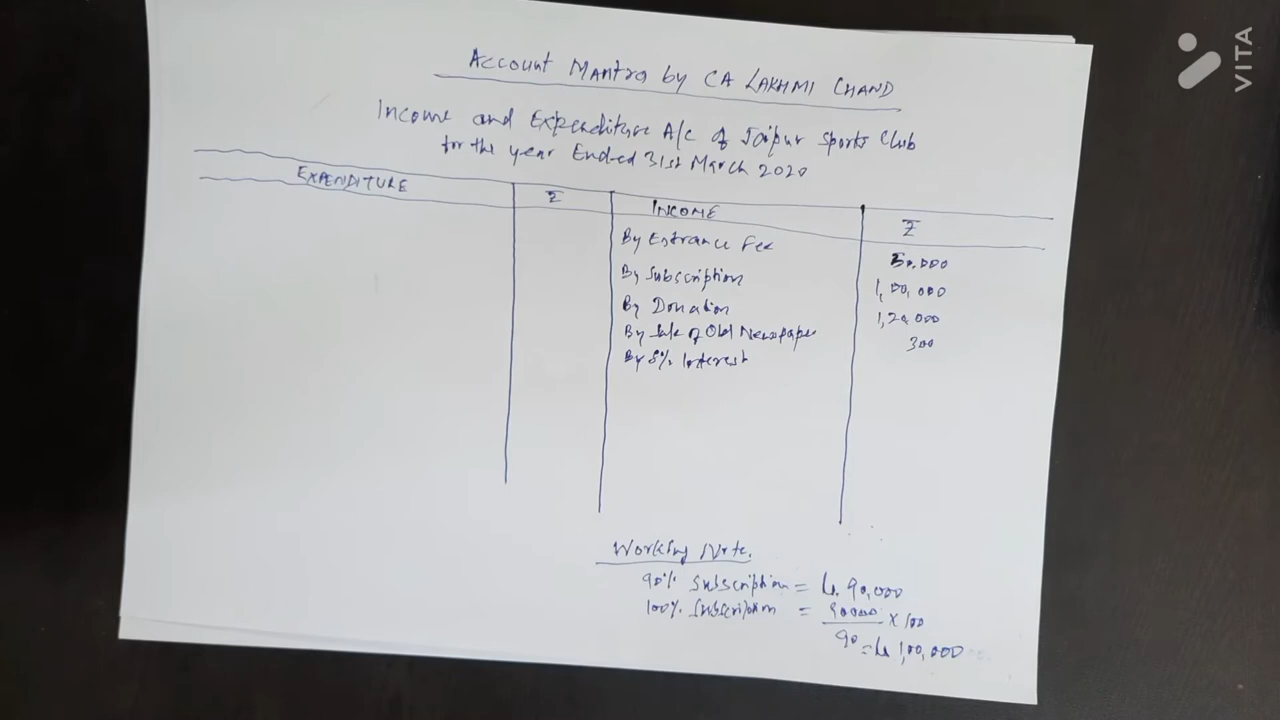 Account Mantra by CA LAKHMI CHAND
Income and Expenditure A/c of Jaipur Sports Club
for the year Ended 31st March 2020
EXPENDITURE ₹ INCOME ₹
By Entrance Fee 50,000
By Subscription 1,00,000
By Donation 1,20,000
By Sale of Old Newspaper 300
By 8% Interest
Working Note.
90% Subscription = Rs. 90,000
100% Subscription = 90000 × 100
90
= Rs 1,00,000
VITA